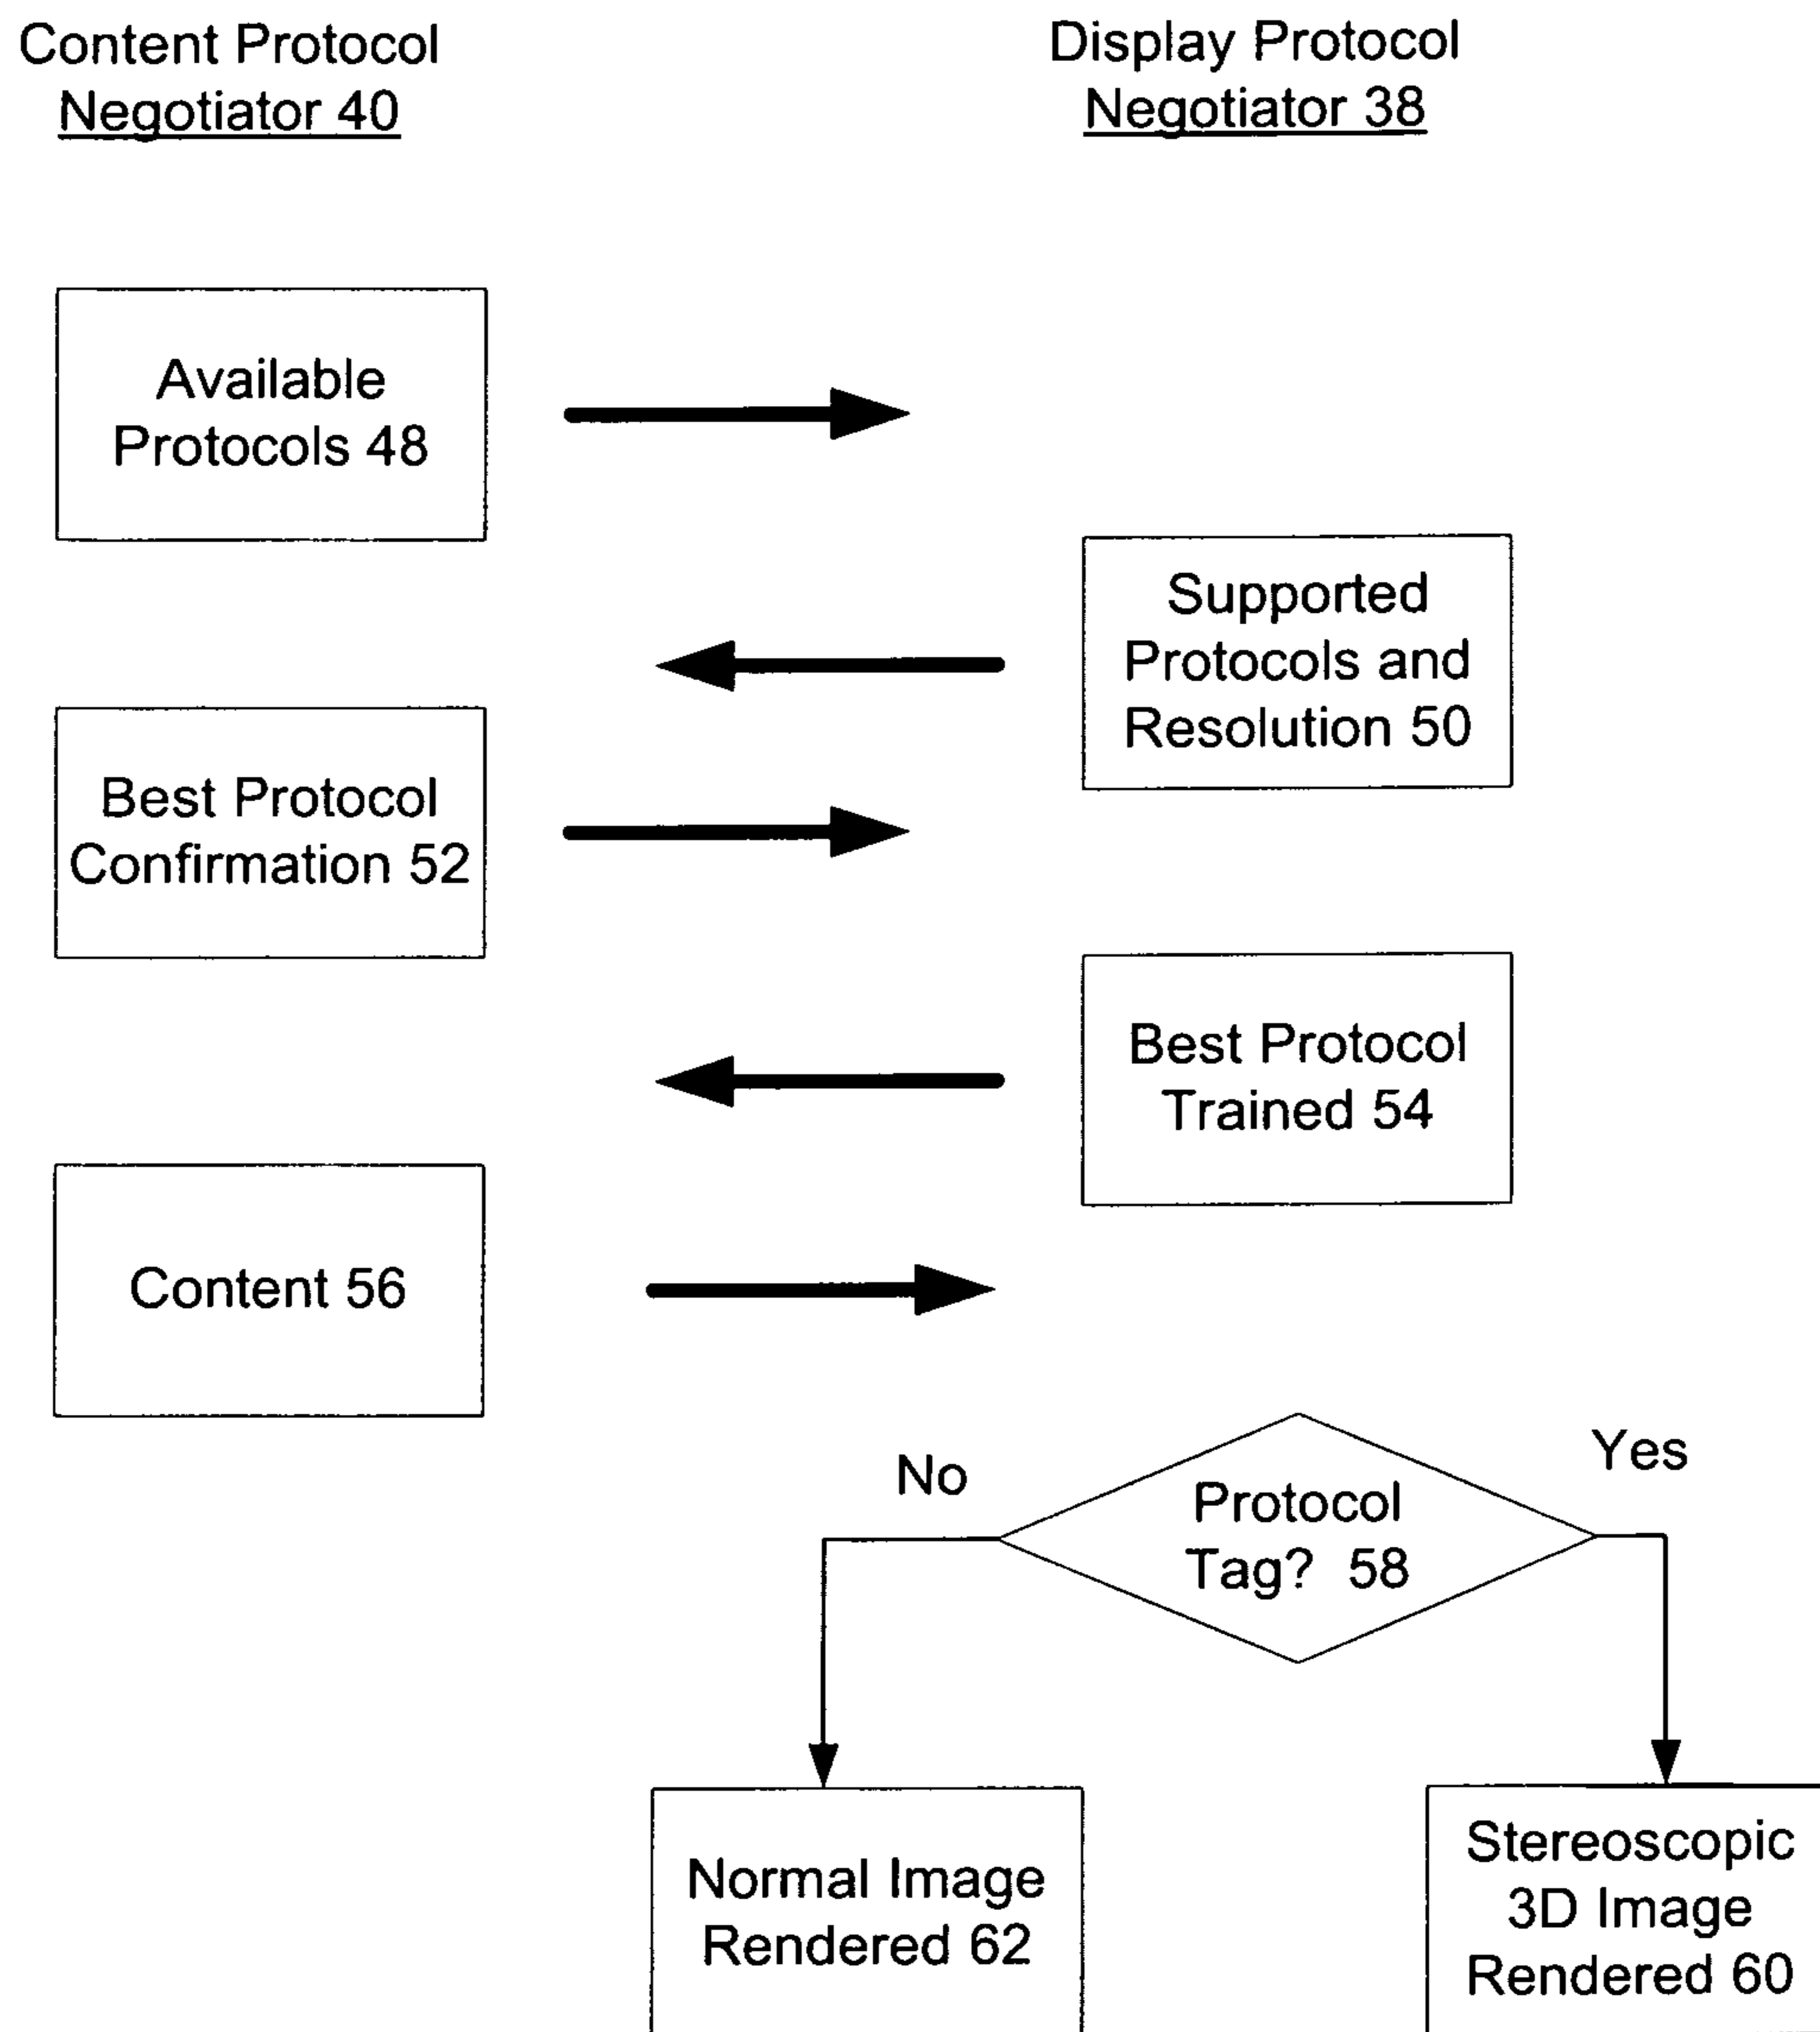 Content Protocol
Negotiator 40
Display Protocol
Negotiator 38
Available
Protocols 48
Supported
Protocols and
Resolution 50
Best Protocol
Confirmation 52
Best Protocol
Trained 54
Content 56
No
Yes
Protocol
Tag? 58
Normal Image
Rendered 62
Stereoscopic
3D Image
Rendered 60